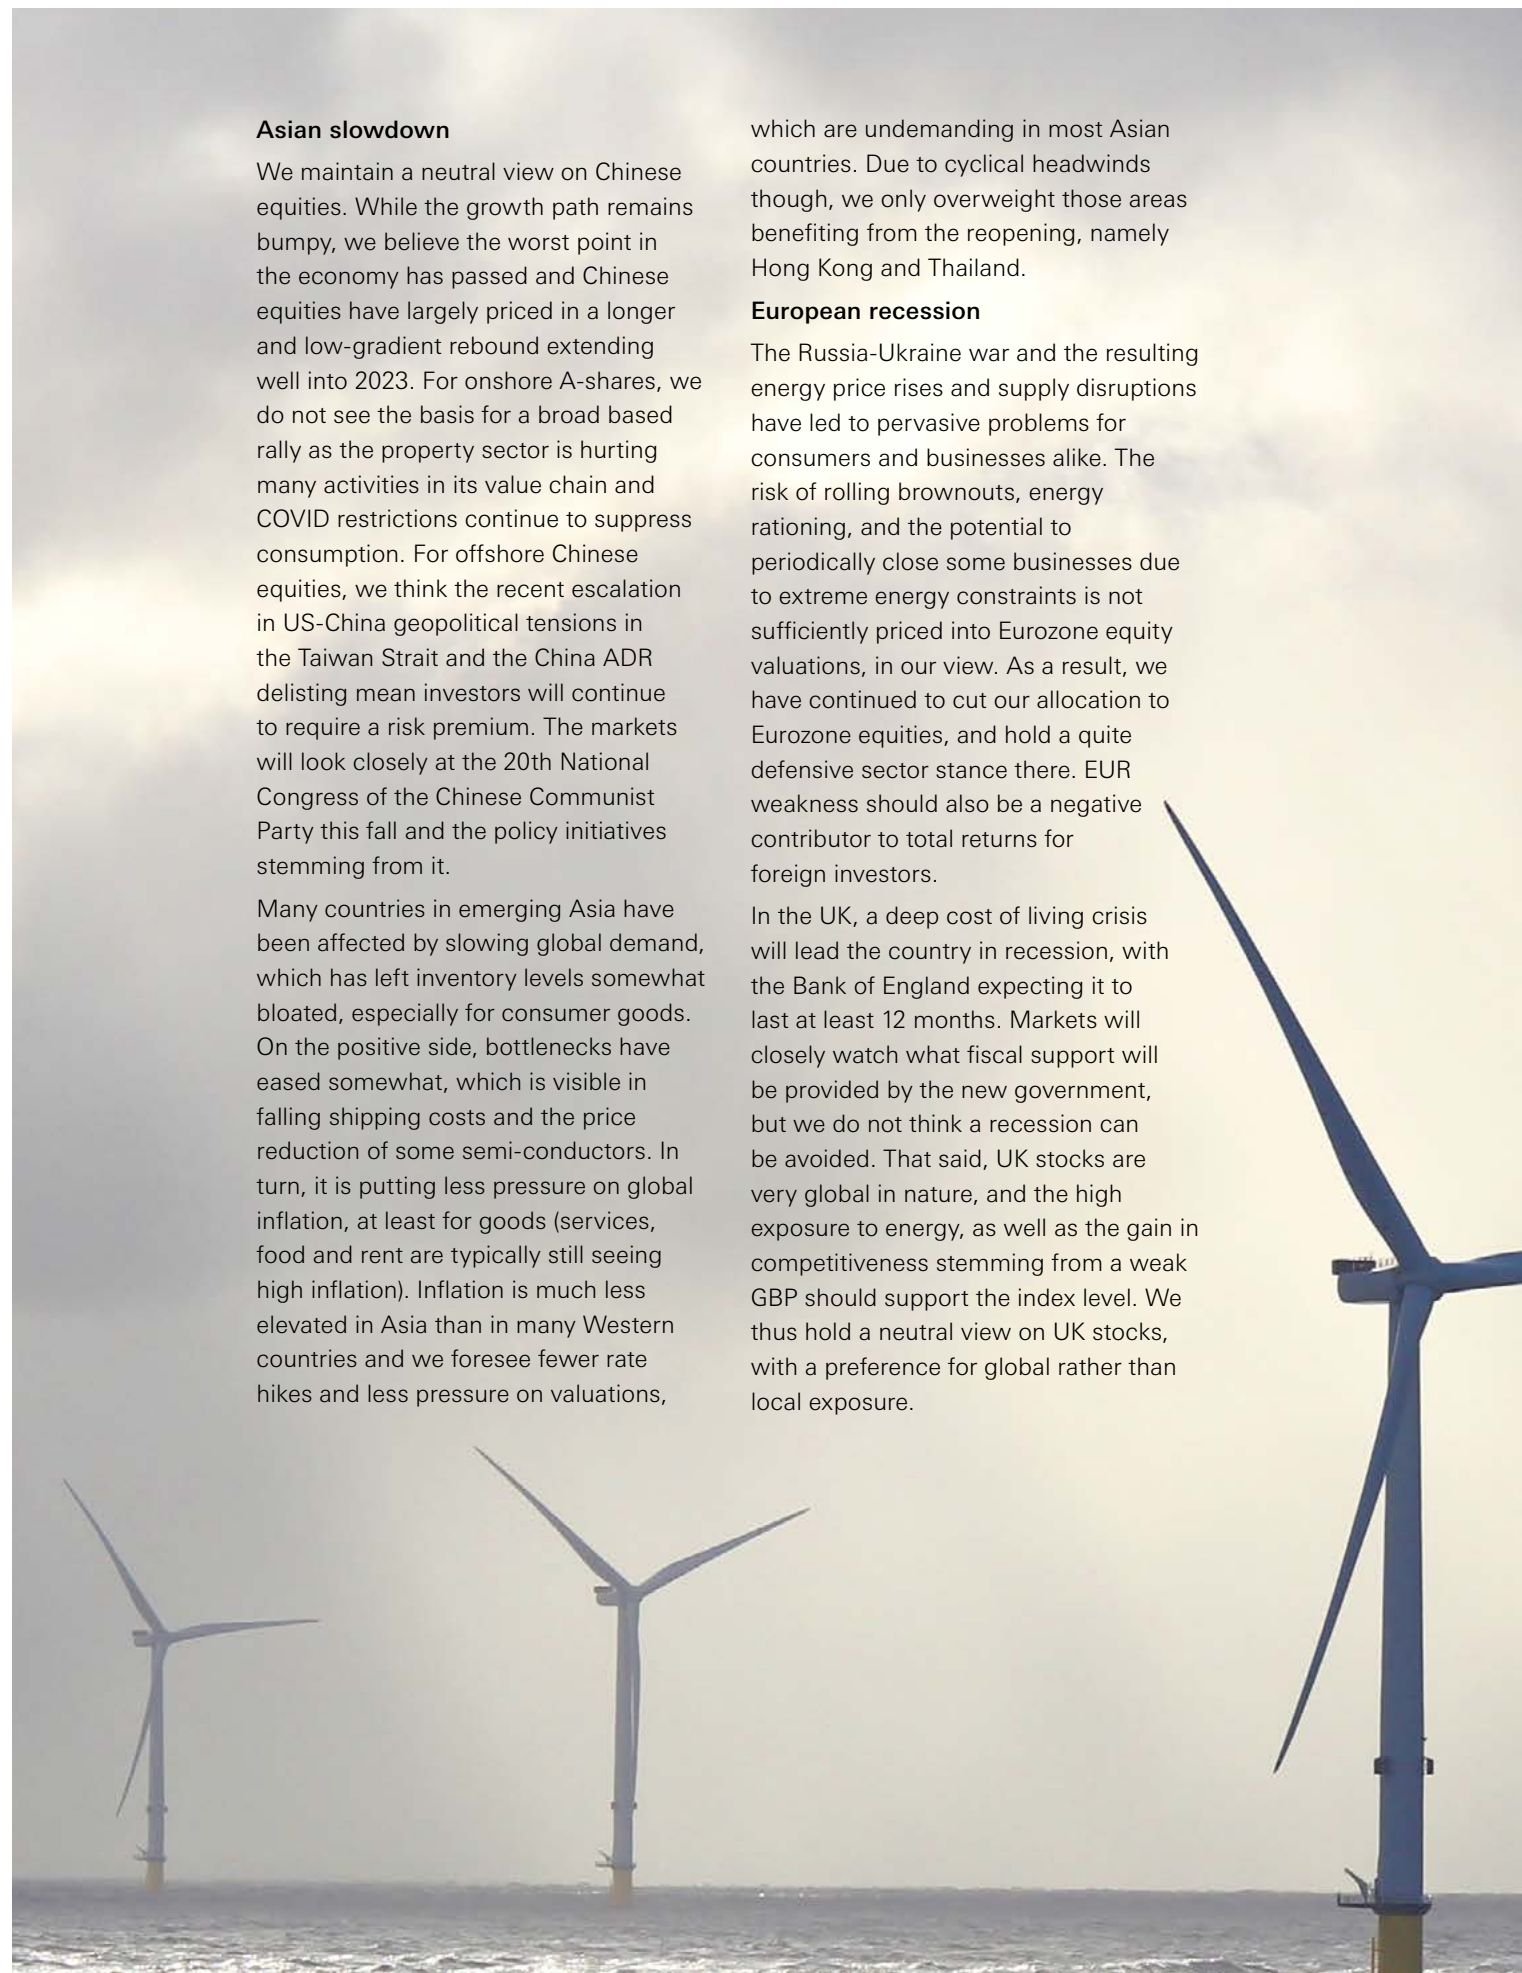 Asian slowdown
We maintain a neutral view on Chinese
equities. While the growth path remains
bumpy, we believe the worst point in
the economy has passed and Chinese
equities have largely priced in a longer
and low-gradient rebound extending
well into 2023. For onshore A-shares, we
do not see the basis for a broad based
rally as the property sector is hurting
many activities in its value chain and
COVID restrictions continue to suppress
consumption. For offshore Chinese
equities, we think the recent escalation
in US-China geopolitical tensions in
the Taiwan Strait and the China ADR
delisting mean investors will continue
to require a risk premium. The markets
will look closely at the 20th National
Congress of the Chinese Communist
Party this fall and the policy initiatives
stemming from it.
Many countries in emerging Asia have
been affected by slowing global demand,
which has left inventory levels somewhat
bloated, especially for consumer goods.
On the positive side, bottlenecks have
eased somewhat, which is visible in
falling shipping costs and the price
reduction of some semi-conductors. In
turn, it is putting less pressure on global
inflation, at least for goods (services,
food and rent are typically still seeing
high inflation). Inflation is much less
elevated in Asia than in many Western
countries and we foresee fewer rate
hikes and less pressure on valuations,
which are undemanding in most Asian
countries. Due to cyclical headwinds
though, we only overweight those areas
benefiting from the reopening, namely
Hong Kong and Thailand.
European recession
The Russia-Ukraine war and the resulting
energy price rises and supply disruptions
have led to pervasive problems for
consumers and businesses alike. The
risk of rolling brownouts, energy
rationing, and the potential to
periodically close some businesses due
to extreme energy constraints is not
sufficiently priced into Eurozone equity
valuations, in our view. As a result, we
have continued to cut our allocation to
Eurozone equities, and hold a quite
defensive sector stance there. EUR
weakness should also be a negative
contributor to total returns for
foreign investors.
In the UK, a deep cost of living crisis
will lead the country in recession, with
the Bank of England expecting it to
last at least 12 months. Markets will
closely watch what fiscal support will
be provided by the new government,
but we do not think a recession can
be avoided. That said, UK stocks are
very global in nature, and the high
exposure to energy, as well as the gain in
competitiveness stemming from a weak
GBP should support the index level. We
thus hold a neutral view on UK stocks,
with a preference for global rather than
local exposure.